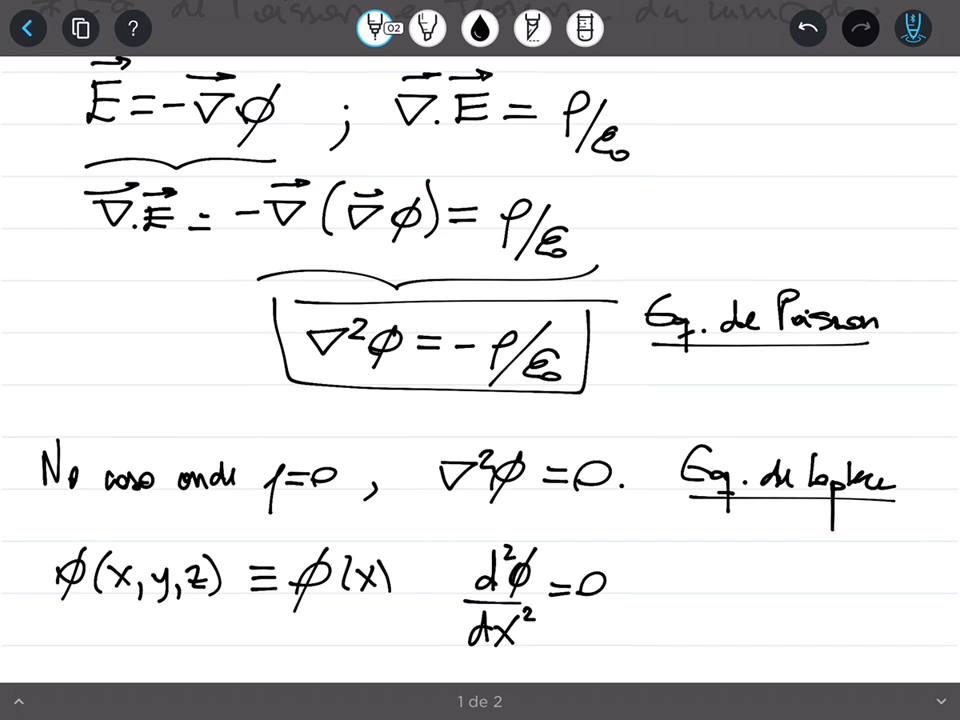 ? 02
E⃗ = -∇⃗ϕ ; ∇⃗.E⃗ = ρ/ε₀
∇⃗.E⃗ = -∇⃗(∇⃗ϕ) = ρ/ε₀
∇²ϕ = -ρ/ε₀ Eq. de Poisson
No caso onde ρ=0, ∇²ϕ = 0. Eq. de Laplace
ϕ(x,y,z) ≡ ϕ(x) d²ϕ/dx² = 0
1 de 2